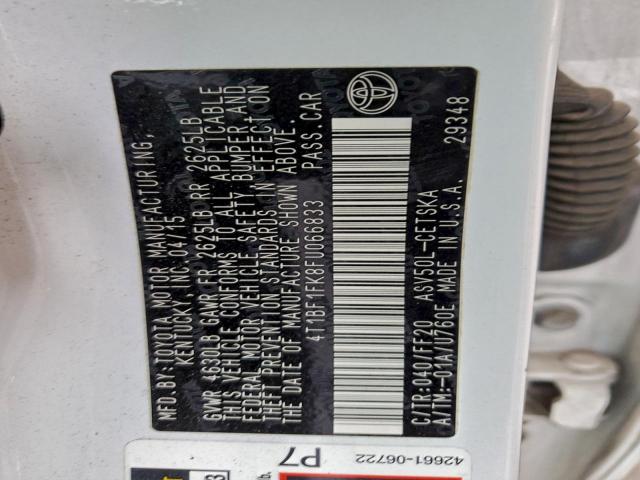 MFD.BY:TOYOTA MOTOR MANUFACTURING,
KENTUCKY, INC. 04/15
GVWR 4630LB GAWR FR 2625LB RR 2625LB
THIS VEHICLE CONFORMS TO ALL APPLICABLE
FEDERAL MOTOR VEHICLE SAFETY, BUMPER, AND
THEFT PREVENTION STANDARDS IN EFFECT ON
THE DATE OF MANUFACTURE SHOWN ABOVE.
4T1BF1FK8FU066833 PASS.CAR
C/TR:040/FF20 ASV50L-CETSKA
A/TM:-01A/U760E MADE IN U.S.A. 29348
42661-06722
P7